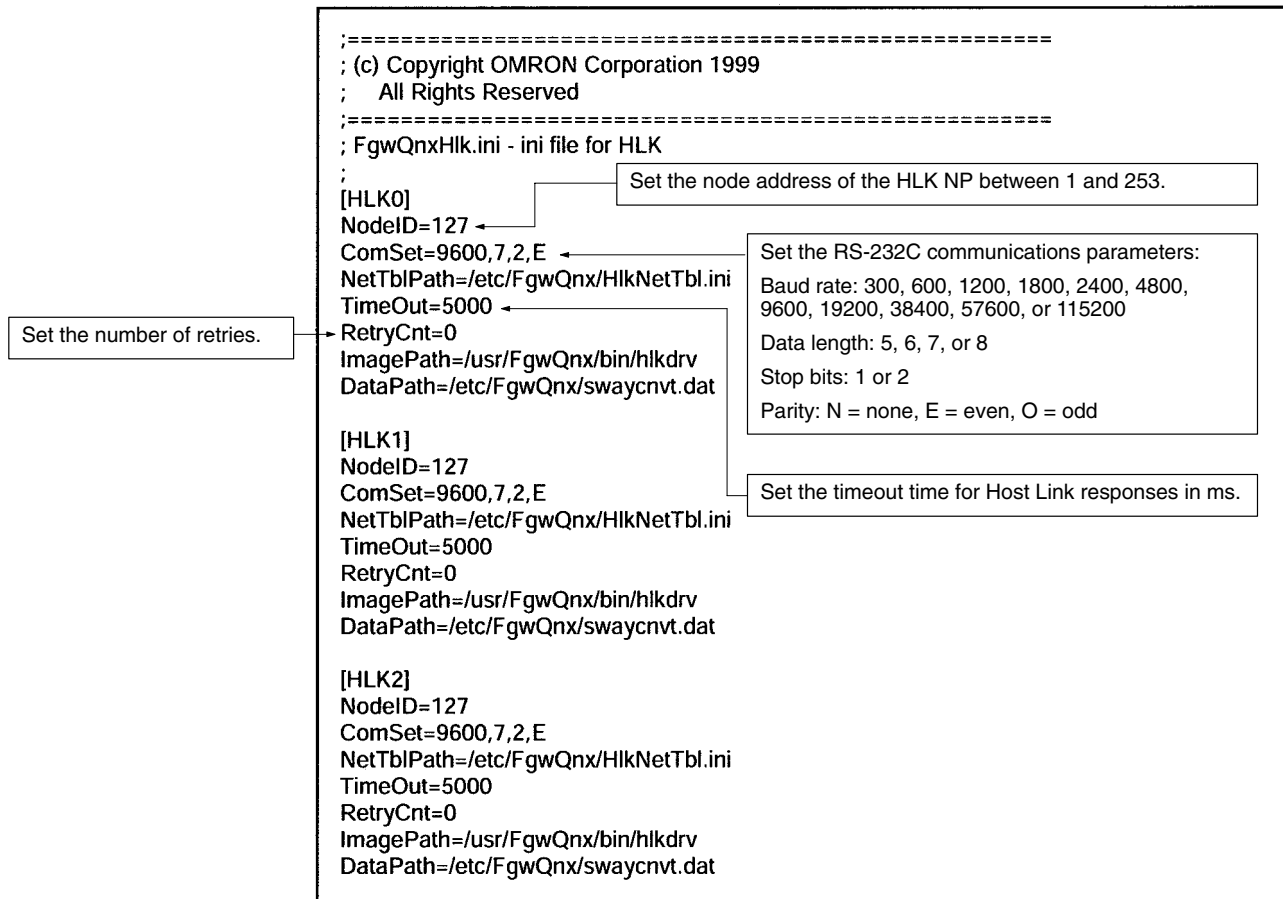 ;====================================================
; (c) Copyright OMRON Corporation 1999
;    All Rights Reserved
;====================================================
; FgwQnxHlk.ini - ini file for HLK
;
[HLK0]
NodeID=127
ComSet=9600,7,2,E
NetTblPath=/etc/FgwQnx/HlkNetTbl.ini
TimeOut=5000
RetryCnt=0
ImagePath=/usr/FgwQnx/bin/hlkdrv
DataPath=/etc/FgwQnx/swaycnvt.dat
Set the node address of the HLK NP between 1 and 253.
Set the RS-232C communications parameters:
Baud rate: 300, 600, 1200, 1800, 2400, 4800,
9600, 19200, 38400, 57600, or 115200
Data length: 5, 6, 7, or 8
Stop bits: 1 or 2
Parity: N = none, E = even, O = odd
Set the number of retries.
Set the timeout time for Host Link responses in ms.
[HLK1]
NodeID=127
ComSet=9600,7,2,E
NetTblPath=/etc/FgwQnx/HlkNetTbl.ini
TimeOut=5000
RetryCnt=0
ImagePath=/usr/FgwQnx/bin/hlkdrv
DataPath=/etc/FgwQnx/swaycnvt.dat
[HLK2]
NodeID=127
ComSet=9600,7,2,E
NetTblPath=/etc/FgwQnx/HlkNetTbl.ini
TimeOut=5000
RetryCnt=0
ImagePath=/usr/FgwQnx/bin/hlkdrv
DataPath=/etc/FgwQnx/swaycnvt.dat